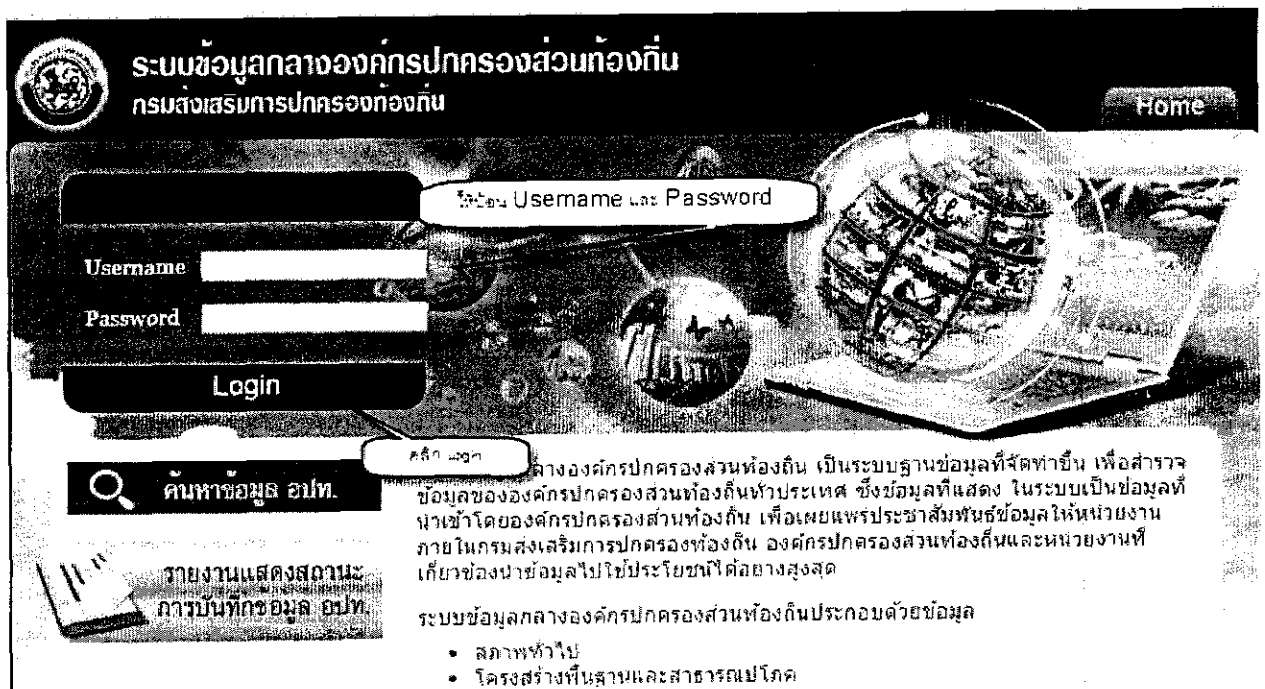 ระบบข้อมูลกลางองค์กรปกครองส่วนท้องถิ่น
กรมส่งเสริมการปกครองท้องถิ่น
Home
ให้ป้อน Username และ Password
Username
Password
Login
คลิก Login
ค้นหาข้อมูล อปท.
รายงานแสดงสถานะ
การบันทึกข้อมูล อปท.
ลางองค์กรปกครองส่วนท้องถิ่น เป็นระบบฐานข้อมูลที่จัดทำขึ้น เพื่อสำรวจ
ข้อมูลขององค์กรปกครองส่วนท้องถิ่นทั่วประเทศ ซึ่งข้อมูลที่แสดง ในระบบเป็นข้อมูลที่
นำเข้าโดยองค์กรปกครองส่วนท้องถิ่น เพื่อเผยแพร่ประชาสัมพันธ์ข้อมูลให้หน่วยงาน
ภายในกรมส่งเสริมการปกครองท้องถิ่น องค์กรปกครองส่วนท้องถิ่นและหน่วยงานที่
เกี่ยวข้องนำข้อมูลไปใช้ประโยชน์ได้อย่างสูงสุด
ระบบข้อมูลกลางองค์กรปกครองส่วนท้องถิ่นประกอบด้วยข้อมูล
• สภาพทั่วไป
• โครงสร้างพื้นฐานและสาธารณูปโภค